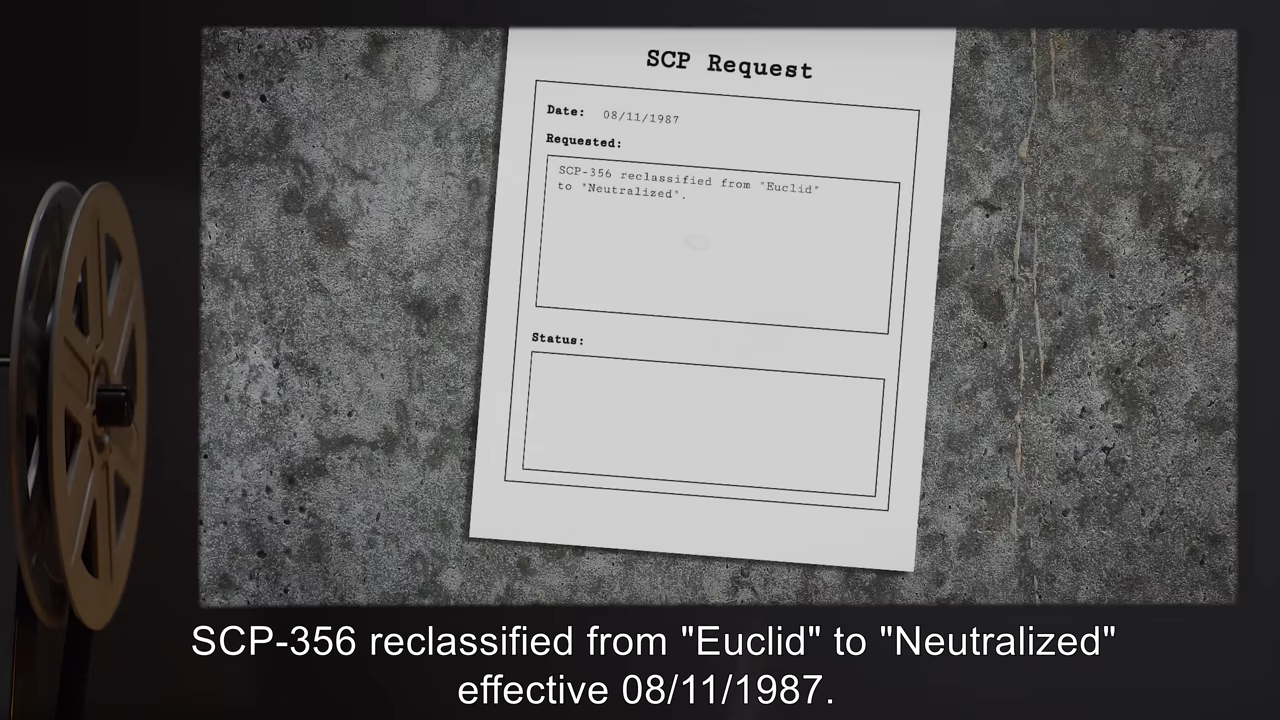 SCP Request
Date: 08/11/1987
Requested:
SCP-356 reclassified from "Euclid"
to "Neutralized".
Status:
SCP-356 reclassified from "Euclid" to "Neutralized"
effective 08/11/1987.